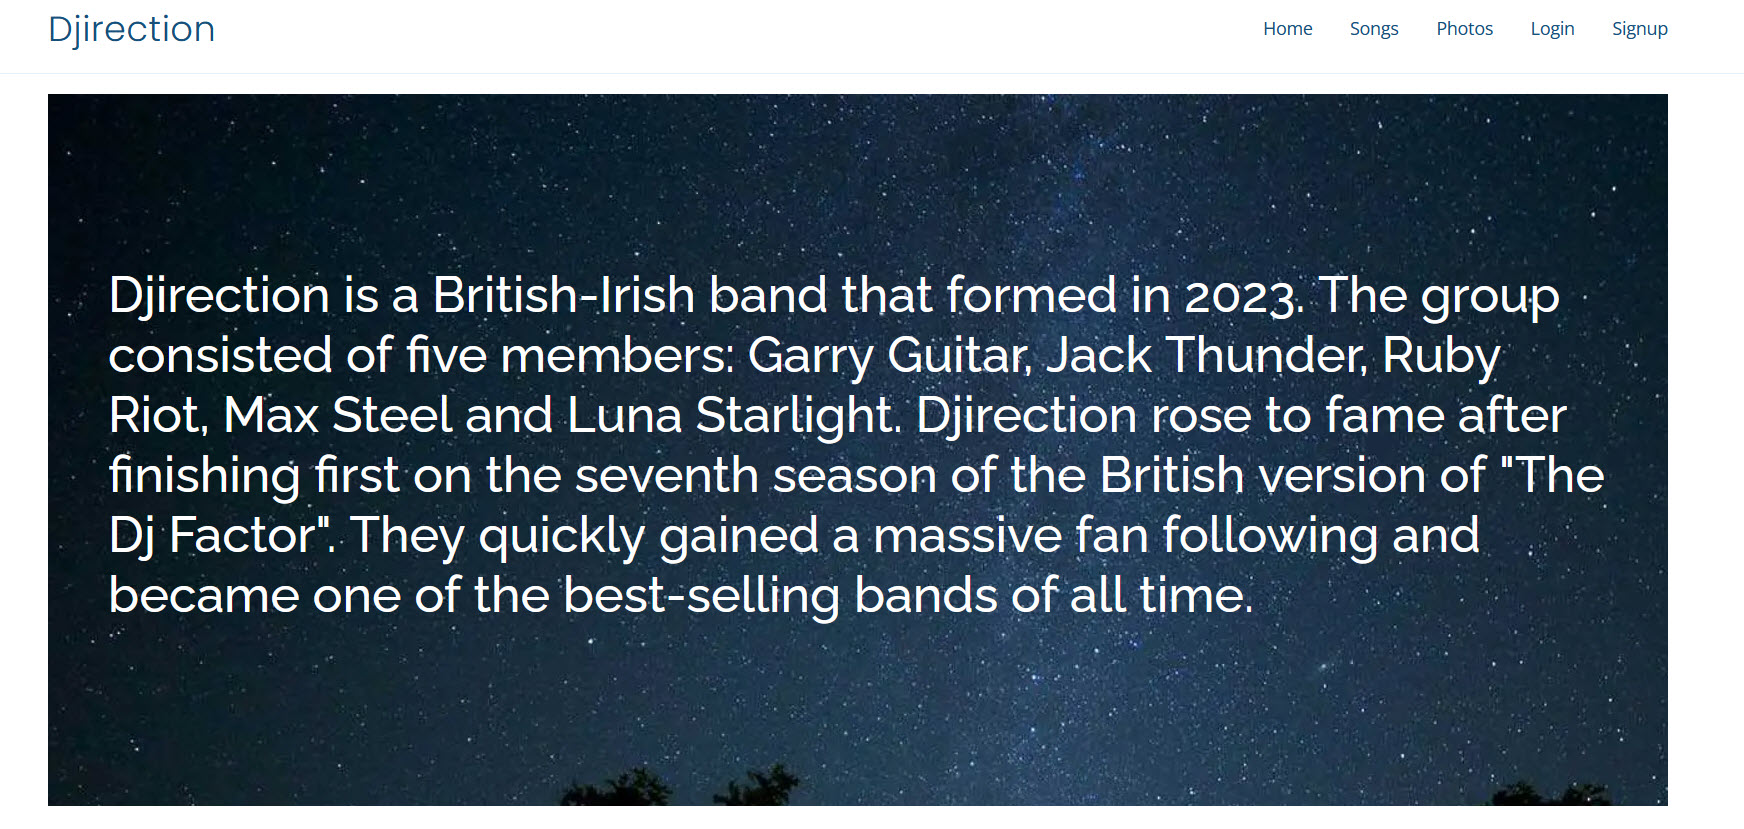 Djirection
Home Songs Photos Login Signup
Djirection is a British-Irish band that formed in 2023. The group
consisted of five members: Garry Guitar, Jack Thunder, Ruby
Riot, Max Steel and Luna Starlight. Djirection rose to fame after
finishing first on the seventh season of the British version of "The
Dj Factor". They quickly gained a massive fan following and
became one of the best-selling bands of all time.